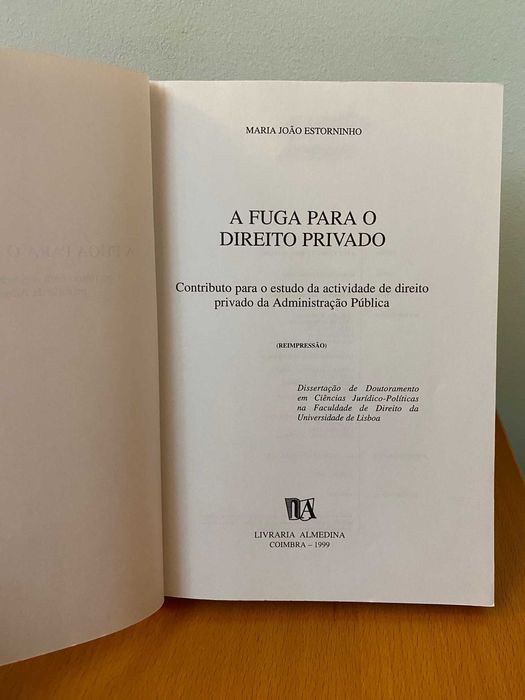 MARIA JOÃO ESTORNINHO
A FUGA PARA O
DIREITO PRIVADO
Contributo para o estudo da actividade de direito
privado da Administração Pública
(REIMPRESSÃO)
Dissertação de Doutoramento
em Ciências Jurídico-Políticas
na Faculdade de Direito da
Universidade de Lisboa
LIVRARIA ALMEDINA
COIMBRA – 1999